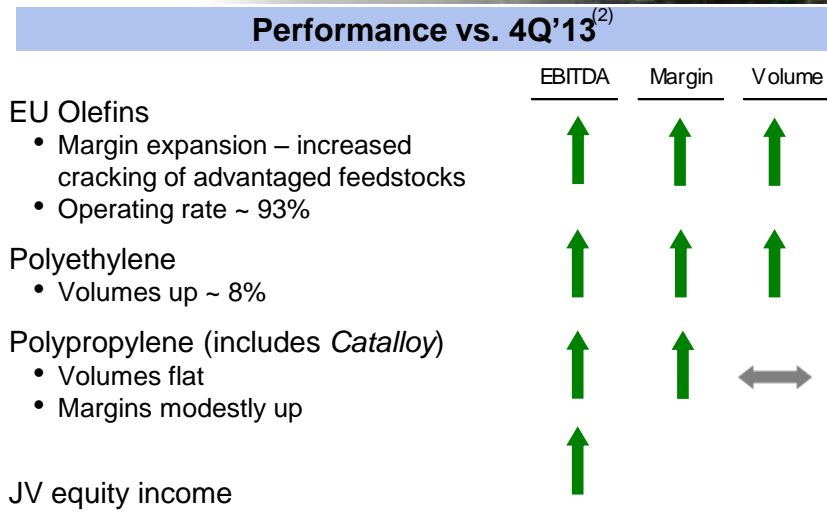 Performance vs. 4Q'13(2)
EBITDA Margin Volume
EU Olefins
• Margin expansion – increased
cracking of advantaged feedstocks
• Operating rate ~ 93%
Polyethylene
• Volumes up ~ 8%
Polypropylene (includes Catalloy)
• Volumes flat
• Margins modestly up
JV equity income